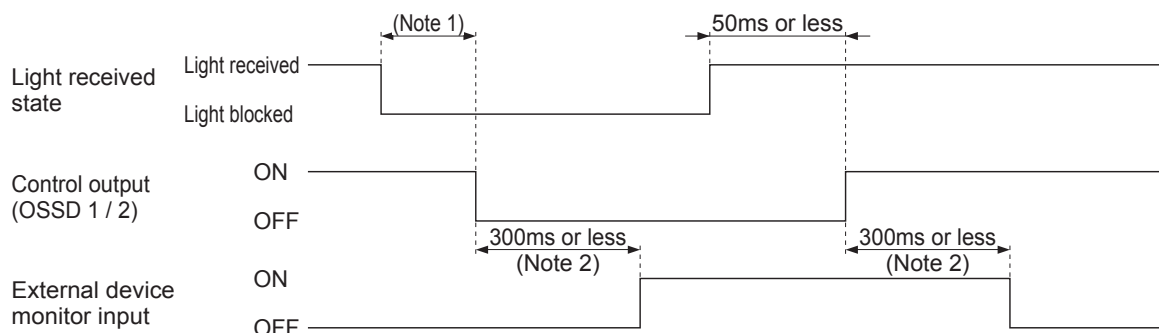 (Note 1)
50ms or less
Light received
state
Light received
Light blocked
Control output
(OSSD 1 / 2)
ON
OFF
300ms or less
(Note 2)
300ms or less
(Note 2)
External device
monitor input
ON
OFF